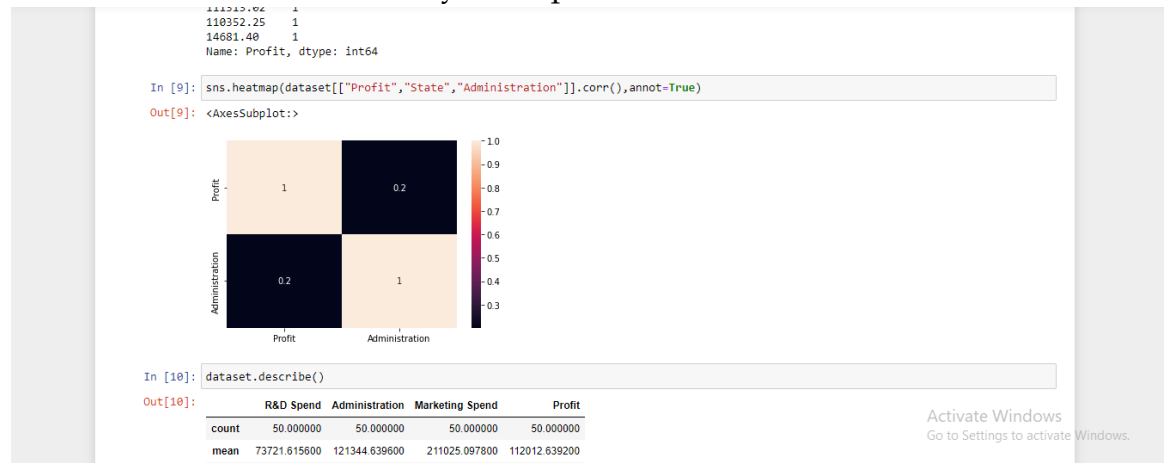 110352.25 1
14681.40 1
Name: Profit, dtype: int64
In [9]: sns.heatmap(dataset[["Profit","State","Administration"]].corr(),annot=True)
Out[9]: <AxesSubplot:>
1.0
0.9
Profit 1 0.2 0.8
0.7
0.6
0.5
Administration 0.2 1 0.4
0.3
Profit Administration
In [10]: dataset.describe()
Out[10]:
R&D Spend Administration Marketing Spend Profit
count 50.000000 50.000000 50.000000 50.000000
mean 73721.615600 121344.639600 211025.097800 112012.639200
Activate Windows
Go to Settings to activate Windows.